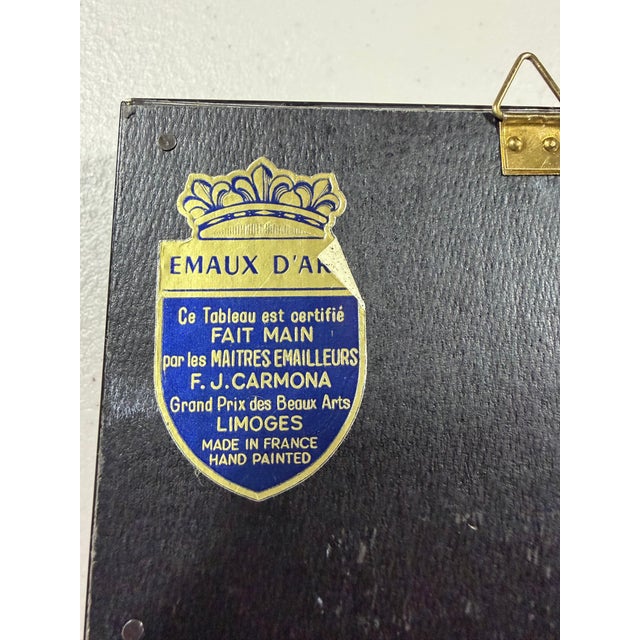 EMAUX D'AR
Ce Tableau est certifié
FAIT MAIN
par les MAITRES EMAILLEURS
F. J. CARMONA
Grand Prix des Beaux Arts
LIMOGES
MADE IN FRANCE
HAND PAINTED